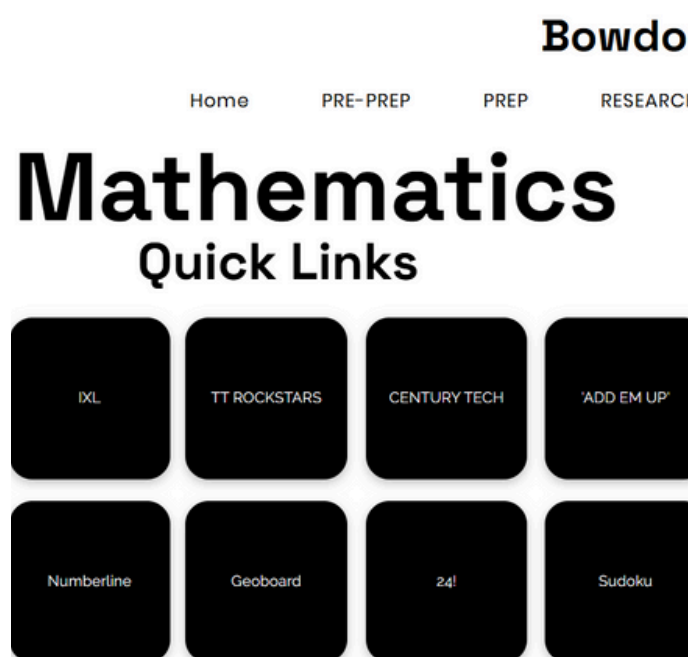 Bowdo
Home PRE-PREP PREP RESEARCH
Mathematics
Quick Links
IXL TT ROCKSTARS CENTURY TECH 'ADD EM UP'
Numberline Geoboard 24! Sudoku